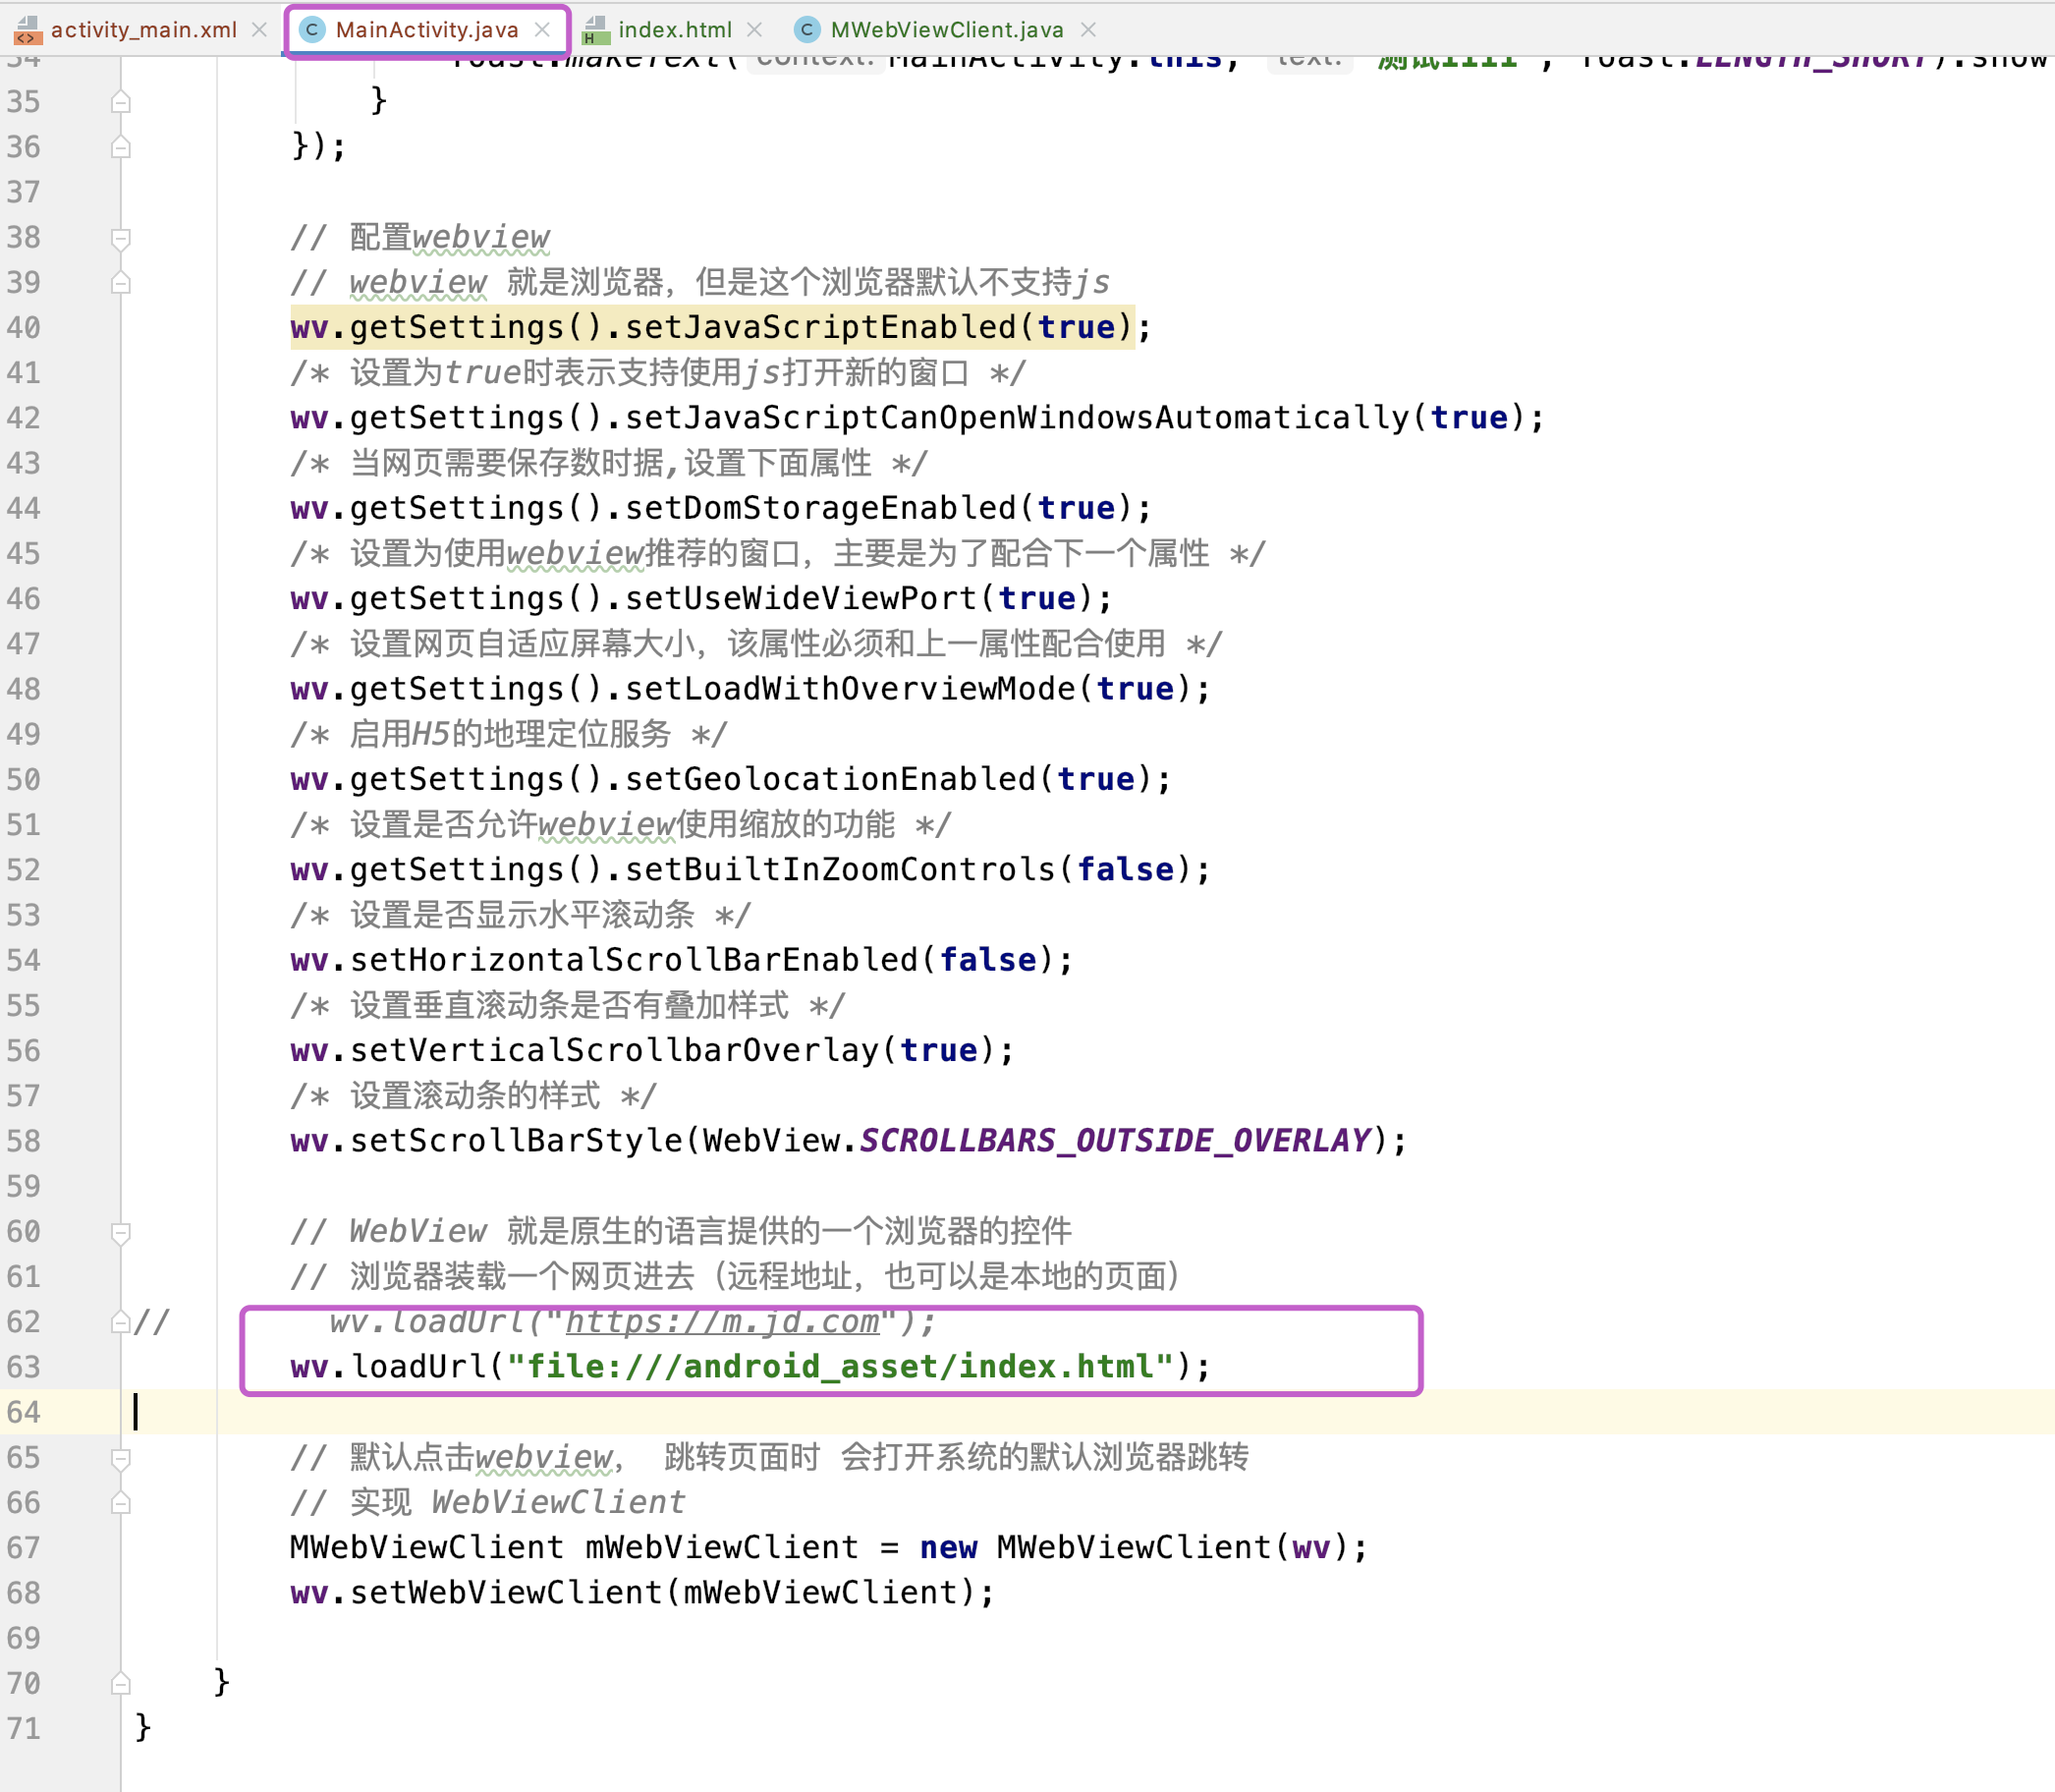 activity_main.xml MainActivity.java index.html MWebViewClient.java
34 Toast.makeText( context: MainActivity.this, text: "测试1111", Toast.LENGTH_SHORT).show
35 }
36 });
37
38 // 配置webview
39 // webview 就是浏览器，但是这个浏览器默认不支持js
40 wv.getSettings().setJavaScriptEnabled(true);
41 /* 设置为true时表示支持使用js打开新的窗口 */
42 wv.getSettings().setJavaScriptCanOpenWindowsAutomatically(true);
43 /* 当网页需要保存数时据,设置下面属性 */
44 wv.getSettings().setDomStorageEnabled(true);
45 /* 设置为使用webview推荐的窗口，主要是为了配合下一个属性 */
46 wv.getSettings().setUseWideViewPort(true);
47 /* 设置网页自适应屏幕大小，该属性必须和上一属性配合使用 */
48 wv.getSettings().setLoadWithOverviewMode(true);
49 /* 启用H5的地理定位服务 */
50 wv.getSettings().setGeolocationEnabled(true);
51 /* 设置是否允许webview使用缩放的功能 */
52 wv.getSettings().setBuiltInZoomControls(false);
53 /* 设置是否显示水平滚动条 */
54 wv.setHorizontalScrollBarEnabled(false);
55 /* 设置垂直滚动条是否有叠加样式 */
56 wv.setVerticalScrollbarOverlay(true);
57 /* 设置滚动条的样式 */
58 wv.setScrollBarStyle(WebView.SCROLLBARS_OUTSIDE_OVERLAY);
59
60 // WebView 就是原生的语言提供的一个浏览器的控件
61 // 浏览器装载一个网页进去（远程地址，也可以是本地的页面）
62 // wv.loadUrl("https://m.jd.com");
63 wv.loadUrl("file:///android_asset/index.html");
64
65 // 默认点击webview， 跳转页面时 会打开系统的默认浏览器跳转
66 // 实现 WebViewClient
67 MWebViewClient mWebViewClient = new MWebViewClient(wv);
68 wv.setWebViewClient(mWebViewClient);
69
70 }
71 }